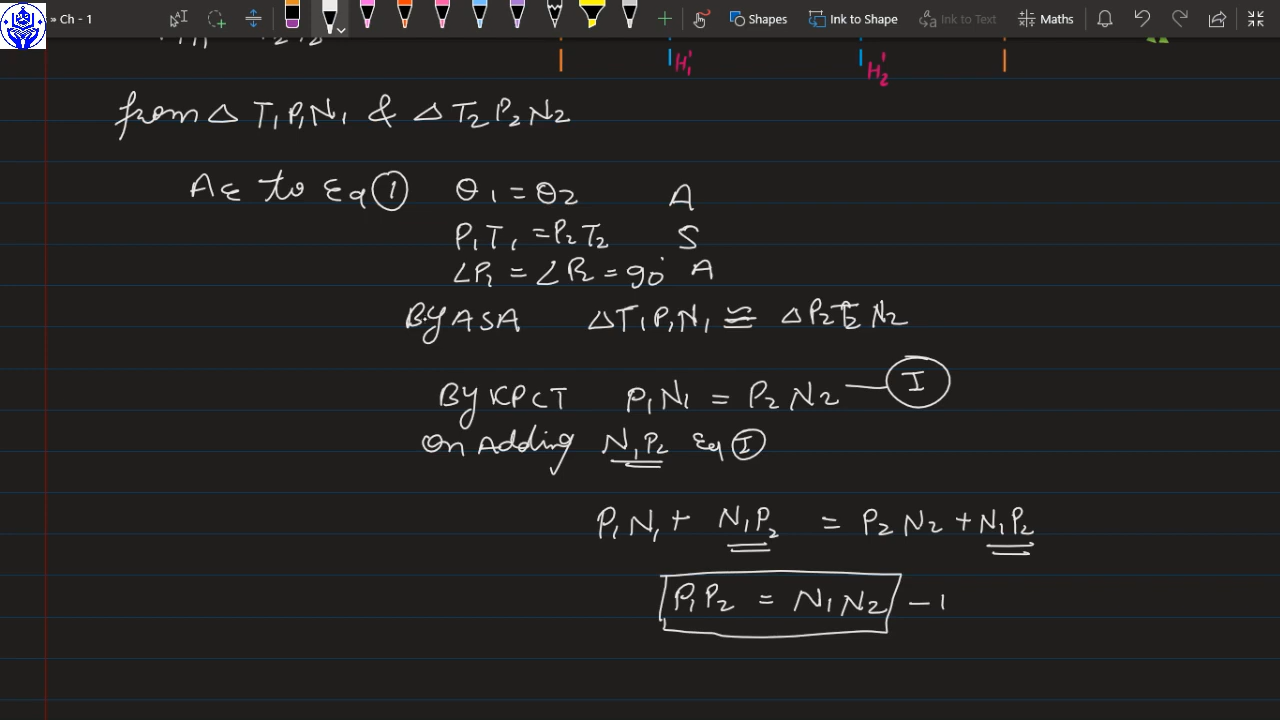 » Ch - 1 Shapes Ink to Shape Ink to Text Maths
H₁' H₂'
from △ T₁P₁N₁ & △ T₂P₂N₂
Ac to Eq ① θ₁ = θ₂ A
P₁T₁ = P₂T₂ S
∠P₁ = ∠P₂ = 90° A
By ASA △T₁P₁N₁ ≅ △P₂T₂N₂
By KPCT P₁N₁ = P₂N₂ — Ⓘ
on Adding N₁P₂ Eq Ⓘ
P₁N₁ + N₁P₂ = P₂N₂ + N₁P₂
P₁P₂ = N₁N₂ - 1